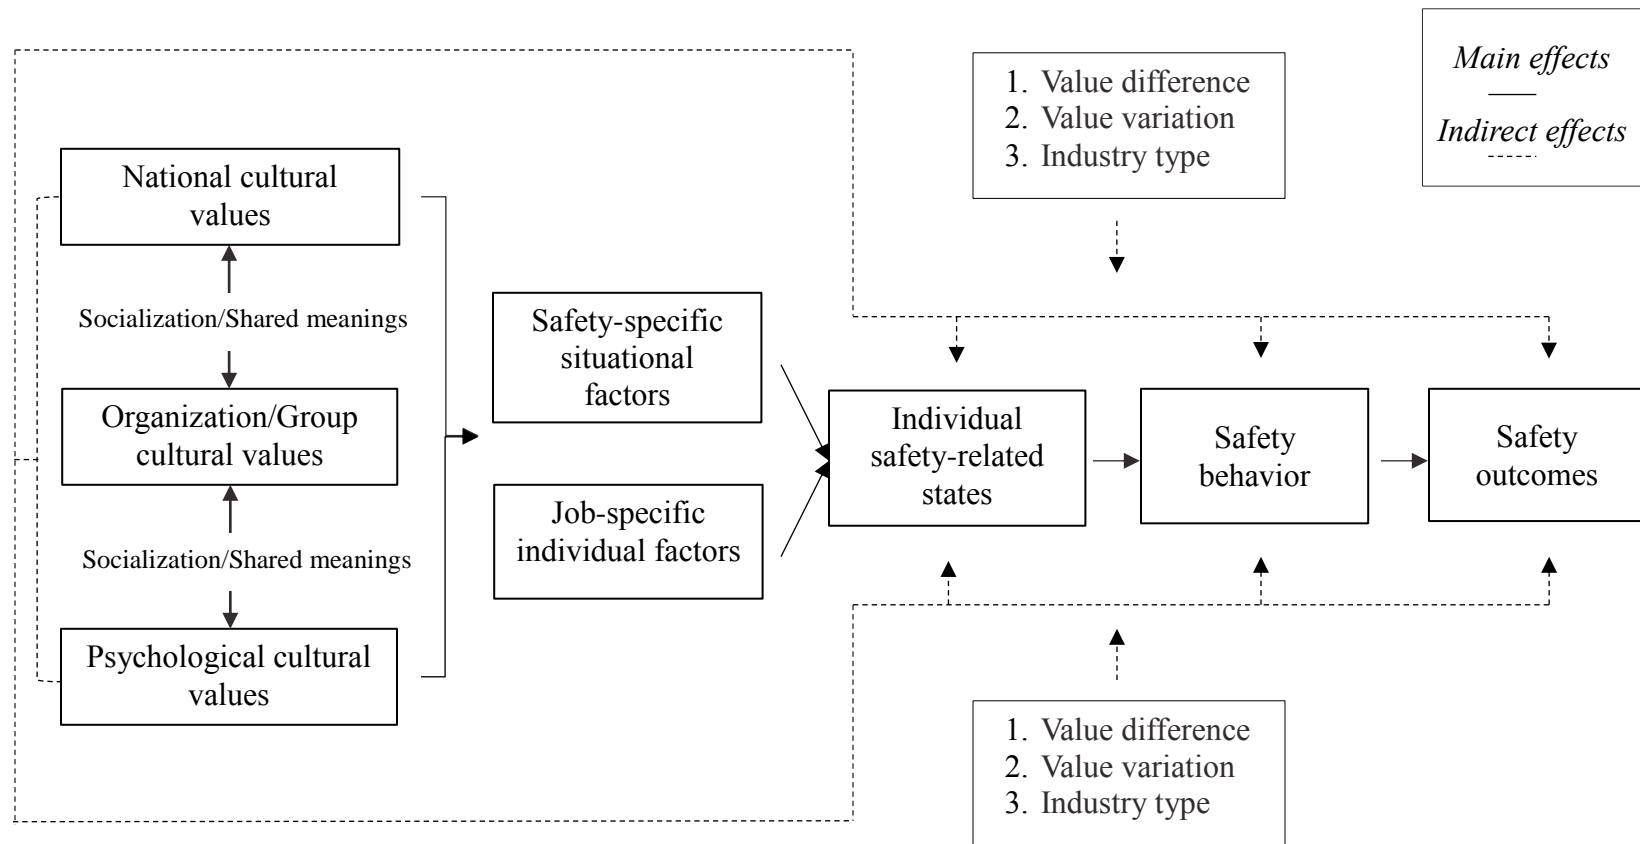 Main effects
Indirect effects
1. Value difference
2. Value variation
3. Industry type
National cultural
values
Socialization/Shared meanings
Organization/Group
cultural values
Socialization/Shared meanings
Psychological cultural
values
Safety-specific
situational
factors
Job-specific
individual factors
Individual
safety-related
states
Safety
behavior
Safety
outcomes
1. Value difference
2. Value variation
3. Industry type